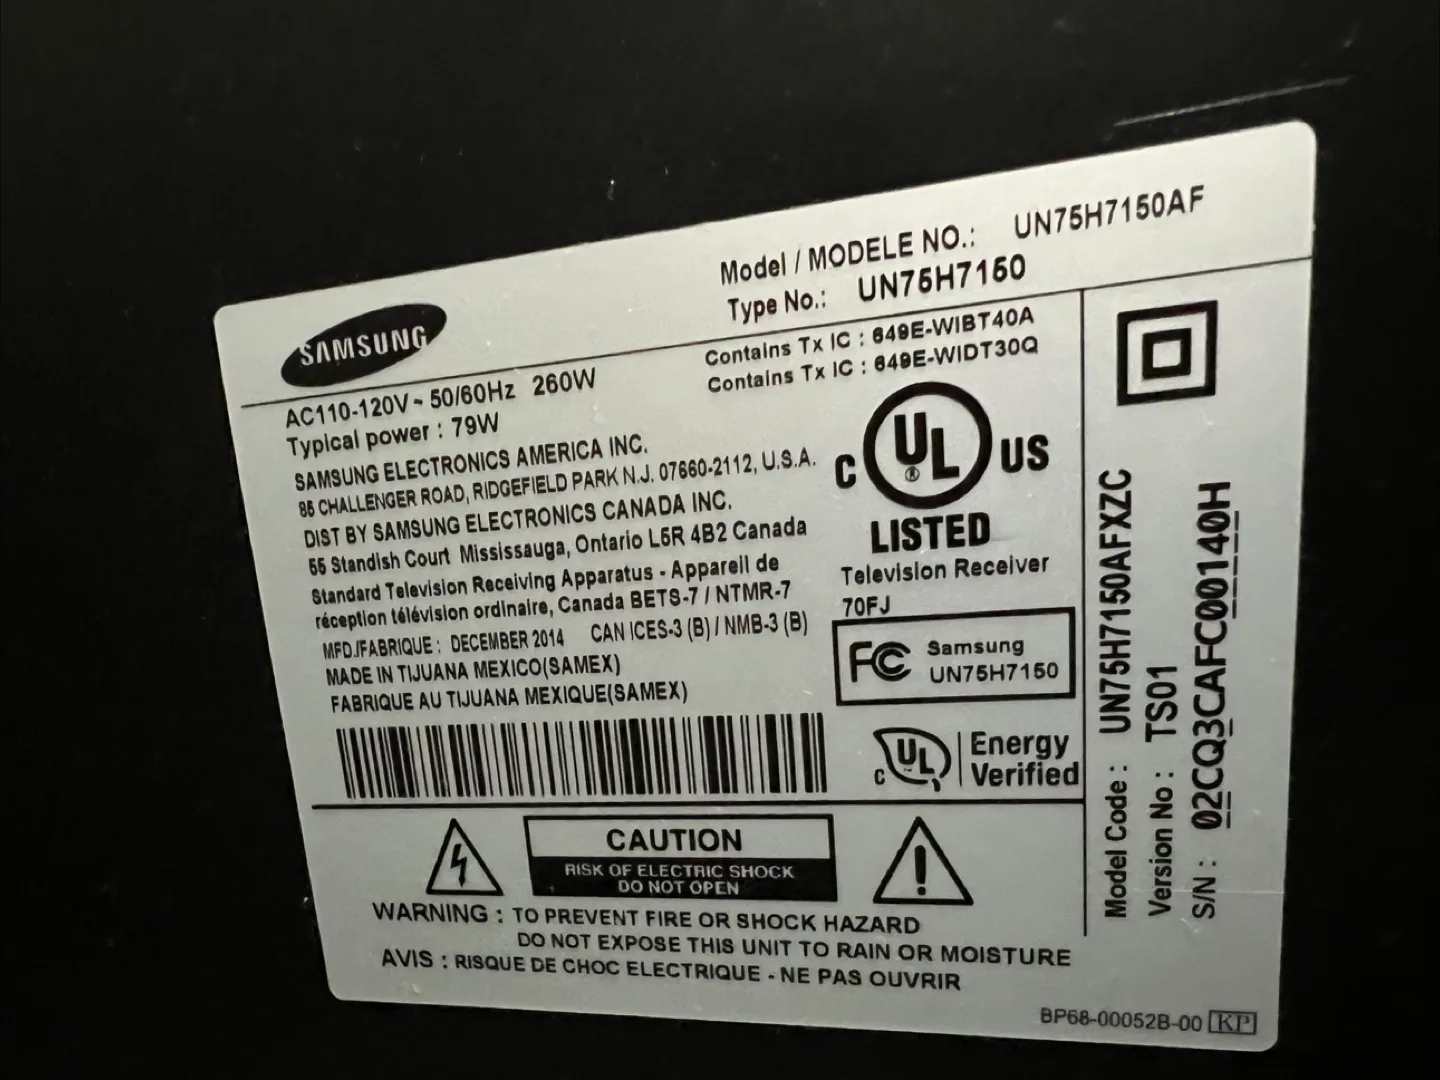 Model / MODELE NO.: UN75H7150AF
Type No.: UN75H7150
SAMSUNG
Contains Tx IC : 649E-WIBT40A
Contains Tx IC : 649E-WIDT30Q
AC110-120V ~ 50/60Hz 260W
Typical power : 79W
SAMSUNG ELECTRONICS AMERICA INC.
85 CHALLENGER ROAD, RIDGEFIELD PARK N.J. 07660-2112, U.S.A.
DIST BY SAMSUNG ELECTRONICS CANADA INC.
55 Standish Court Mississauga, Ontario L5R 4B2 Canada
Standard Television Receiving Apparatus - Appareil de
réception télévision ordinaire, Canada BETS-7 / NTMR-7
MFD./FABRIQUE : DECEMBER 2014 CAN ICES-3 (B) / NMB-3 (B)
MADE IN TIJUANA MEXICO(SAMEX)
FABRIQUE AU TIJUANA MEXIQUE(SAMEX)
C UL ® US
LISTED
Television Receiver
70FJ
FC Samsung
UN75H7150
C UL Energy
Verified
CAUTION
RISK OF ELECTRIC SHOCK
DO NOT OPEN
WARNING : TO PREVENT FIRE OR SHOCK HAZARD
DO NOT EXPOSE THIS UNIT TO RAIN OR MOISTURE
AVIS : RISQUE DE CHOC ELECTRIQUE - NE PAS OUVRIR
Model Code : UN75H7150AFXZC
Version No : TS01
S/N : 02CQ3CAFC00140H
BP68-00052B-00 KP